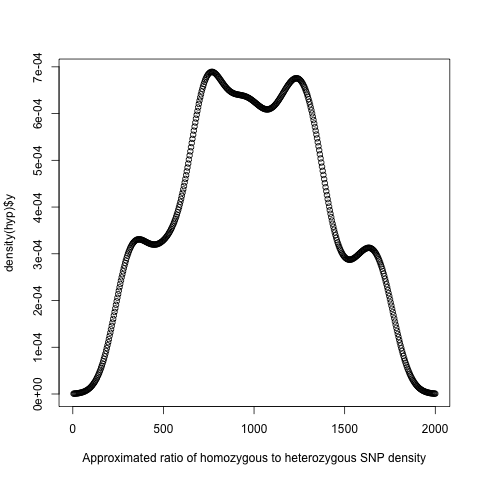 7e-04
6e-04
5e-04
4e-04
3e-04
2e-04
1e-04
0e+00
density(hyp)$y
0 500 1000 1500 2000
Approximated ratio of homozygous to heterozygous SNP density